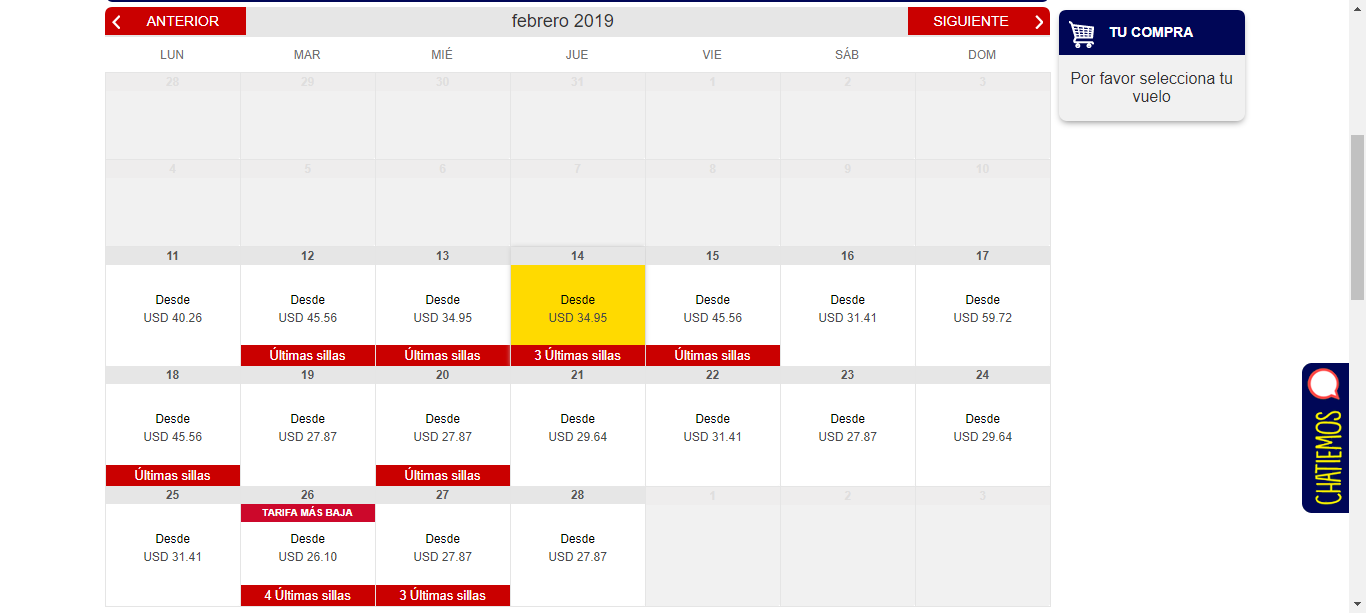 ANTERIOR
febrero 2019
SIGUIENTE
LUN MAR MIÉ JUE VIE SÁB DOM
28 29 30 31 1 2 3
4 5 6 7 8 9 10
11 12 13 14 15 16 17
Desde Desde Desde Desde Desde Desde Desde
USD 40.26 USD 45.56 USD 34.95 USD 34.95 USD 45.56 USD 31.41 USD 59.72
Últimas sillas Últimas sillas 3 Últimas sillas Últimas sillas
18 19 20 21 22 23 24
Desde Desde Desde Desde Desde Desde Desde
USD 45.56 USD 27.87 USD 27.87 USD 29.64 USD 31.41 USD 27.87 USD 29.64
Últimas sillas Últimas sillas
25 26 27 28 1 2 3
TARIFA MÁS BAJA
Desde Desde Desde Desde
USD 31.41 USD 26.10 USD 27.87 USD 27.87
4 Últimas sillas 3 Últimas sillas
TU COMPRA
Por favor selecciona tu
vuelo
CHATIEMOS